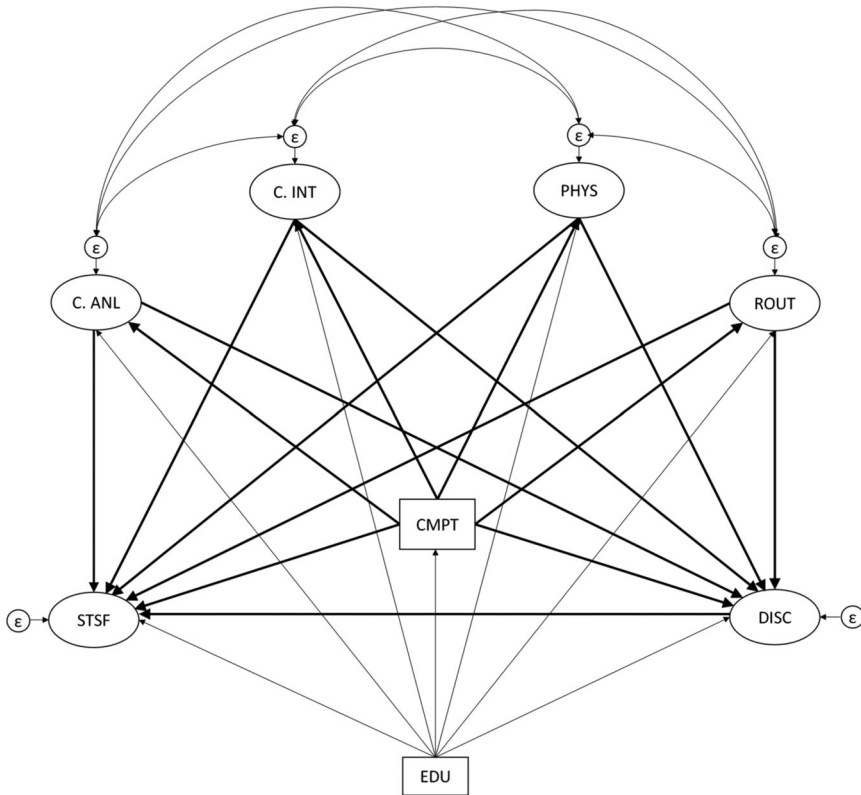 ε
ε
C. INT
PHYS
ε
ε
C. ANL
ROUT
CMPT
ε
STSF
DISC
ε
EDU